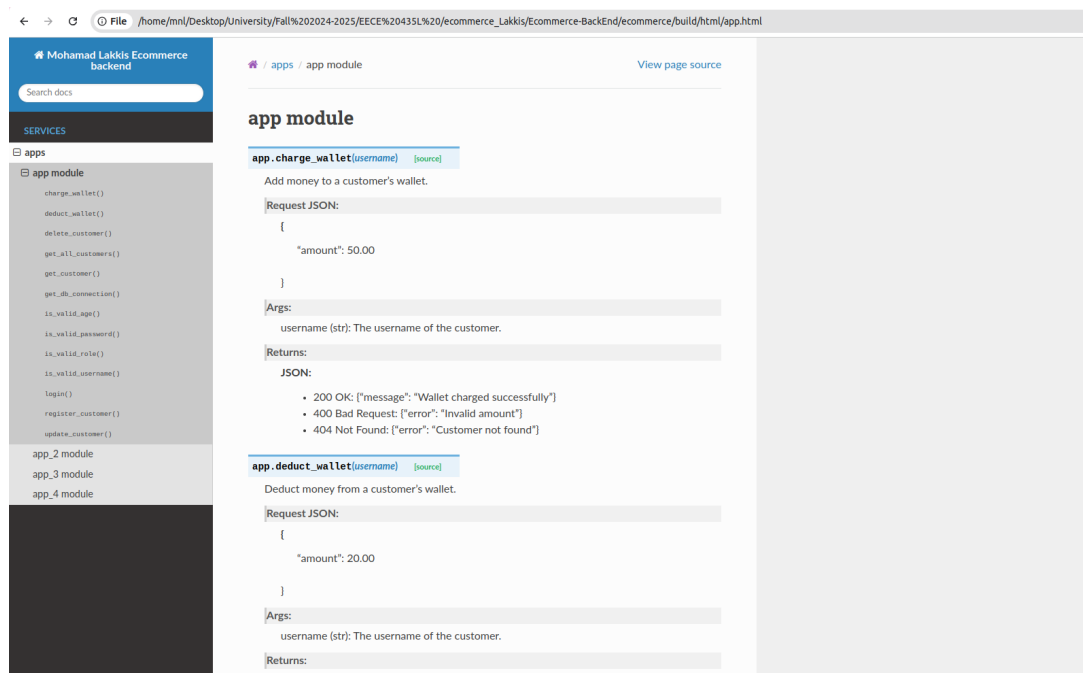 File /home/mnl/Desktop/University/Fall%202024-2025/EECE%20435L%20/ecommerce_Lakkis/Ecommerce-BackEnd/ecommerce/build/html/app.html
Mohamad Lakkis Ecommerce
backend
Search docs
SERVICES
apps
app module
charge_wallet()
deduct_wallet()
delete_customer()
get_all_customers()
get_customer()
get_db_connection()
is_valid_age()
is_valid_password()
is_valid_role()
is_valid_username()
login()
register_customer()
update_customer()
app_2 module
app_3 module
app_4 module
/ apps / app module
View page source
app module
app.charge_wallet(username) [source]
Add money to a customer’s wallet.
Request JSON:
{
“amount”: 50.00
}
Args:
username (str): The username of the customer.
Returns:
JSON:
• 200 OK: {“message”: “Wallet charged successfully”}
• 400 Bad Request: {“error”: “Invalid amount”}
• 404 Not Found: {“error”: “Customer not found”}
app.deduct_wallet(username) [source]
Deduct money from a customer’s wallet.
Request JSON:
{
“amount”: 20.00
}
Args:
username (str): The username of the customer.
Returns: